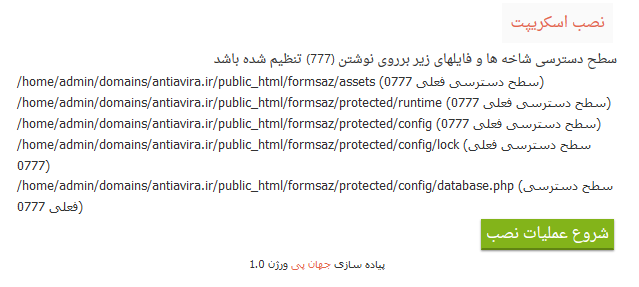 نصب اسکریپت
سطح دسترسی شاخه ها و فایلهای زیر برروی نوشتن (777) تنظیم شده باشد
/home/admin/domains/antiavira.ir/public_html/formsaz/assets (سطح دسترسی فعلی 0777)
/home/admin/domains/antiavira.ir/public_html/formsaz/protected/runtime (سطح دسترسی فعلی 0777)
/home/admin/domains/antiavira.ir/public_html/formsaz/protected/config (سطح دسترسی فعلی 0777)
/home/admin/domains/antiavira.ir/public_html/formsaz/protected/config/lock (سطح دسترسی فعلی
0777)
/home/admin/domains/antiavira.ir/public_html/formsaz/protected/config/database.php (سطح دسترسی
فعلی 0777)
شروع عملیات نصب
پیاده سازی جهان پی ورژن 1.0